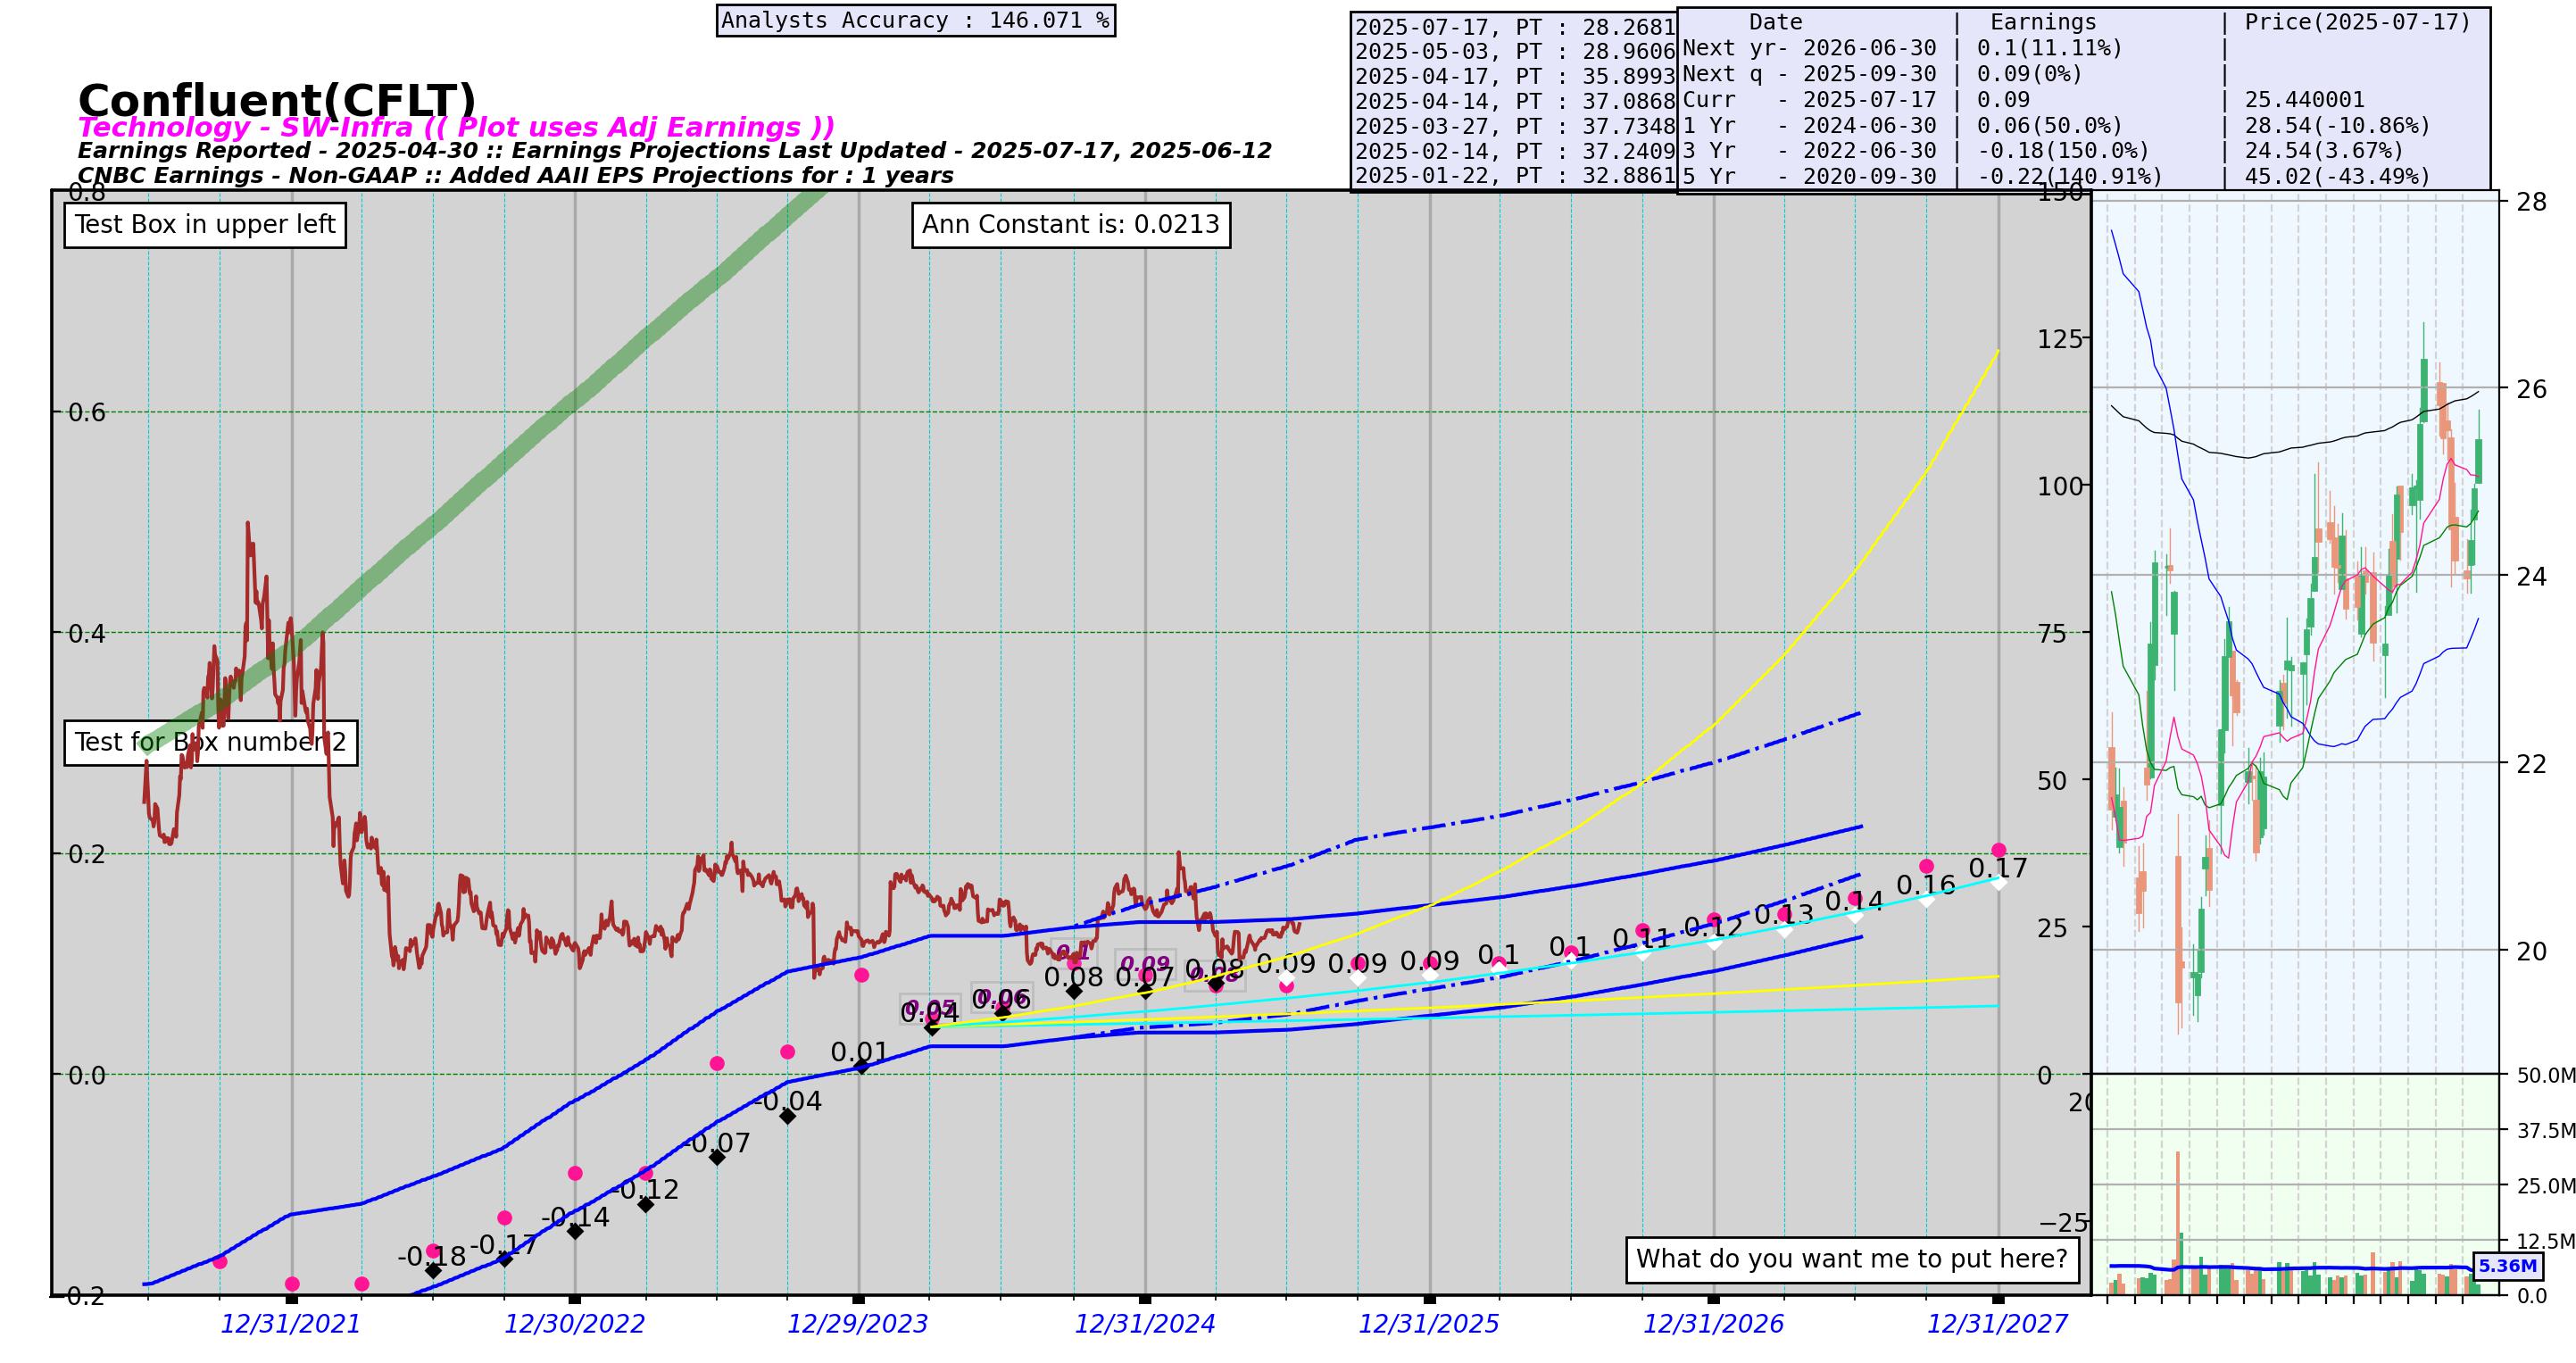 Analysts Accuracy : 146.071 %
2025-07-17, PT : 28.2681
2025-05-03, PT : 28.9606
2025-04-17, PT : 35.8993
2025-04-14, PT : 37.0868
2025-03-27, PT : 37.7348
2025-02-14, PT : 37.2409
2025-01-22, PT : 32.8861
Date | Earnings | Price(2025-07-17)
Next yr- 2026-06-30 | 0.1(11.11%) |
Next q - 2025-09-30 | 0.09(0%) |
Curr - 2025-07-17 | 0.09 | 25.440001
1 Yr - 2024-06-30 | 0.06(50.0%) | 28.54(-10.86%)
3 Yr - 2022-06-30 | -0.18(150.0%) | 24.54(3.67%)
5 Yr - 2020-09-30 | -0.22(140.91%) | 45.02(-43.49%)
Confluent(CFLT)
Technology - SW-Infra (( Plot uses Adj Earnings ))
Earnings Reported - 2025-04-30 :: Earnings Projections Last Updated - 2025-07-17, 2025-06-12
CNBC Earnings - Non-GAAP :: Added AAII EPS Projections for : 1 years
Test Box in upper left
Ann Constant is: 0.0213
Test for Box number 2
What do you want me to put here?
0.8
0.6
0.4
0.2
0.0
−0.2
-0.18
-0.17
-0.14
-0.12
-0.07
-0.04
0.01
0.04
0.06
0.08
0.07
0.08
0.09
0.09
0.09
0.1
0.1
0.11
0.12
0.13
0.14
0.16
0.17
0.05
0.06
0.1
0.09
0.08
150
125
100
75
50
25
0
−25
20
28
26
24
22
20
50.0M
37.5M
25.0M
12.5M
5.36M
0.0
12/31/2021
12/30/2022
12/29/2023
12/31/2024
12/31/2025
12/31/2026
12/31/2027